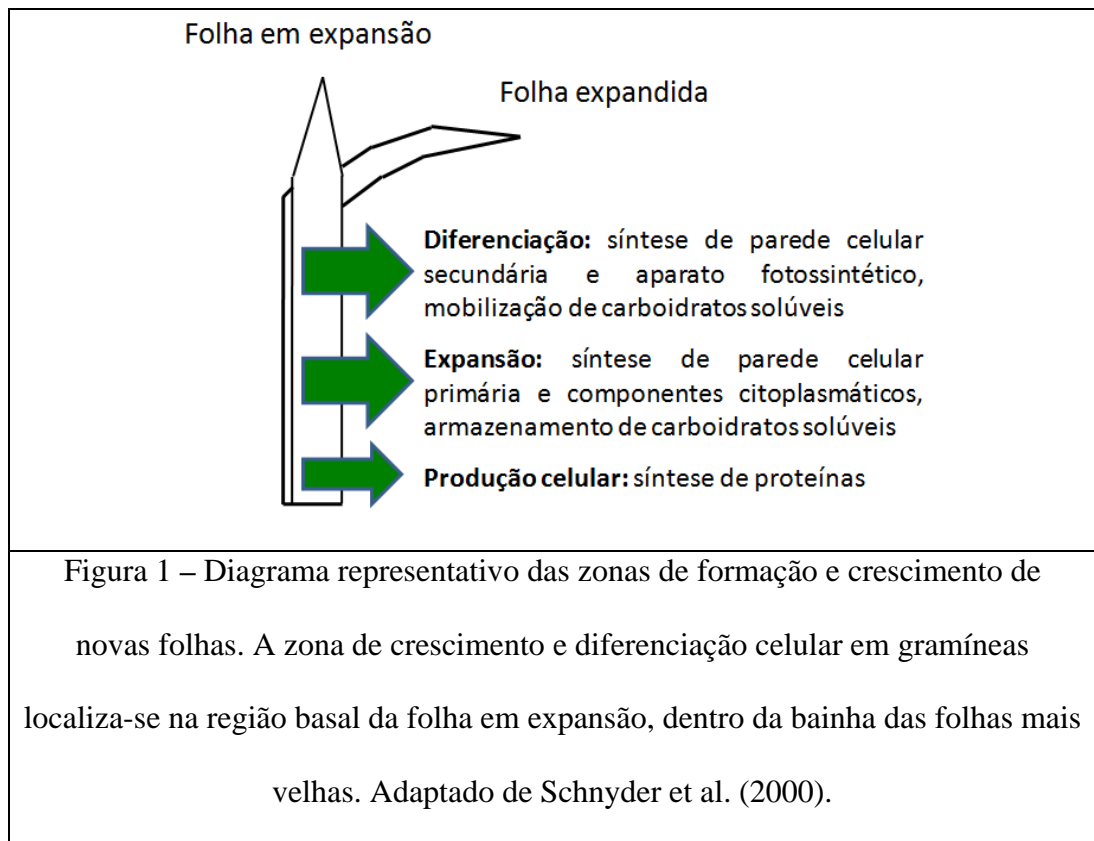 Folha em expansão
Folha expandida
Diferenciação: síntese de parede celular
secundária e aparato fotossintético,
mobilização de carboidratos solúveis
Expansão: síntese de parede celular
primária e componentes citoplasmáticos,
armazenamento de carboidratos solúveis
Produção celular: síntese de proteínas
Figura 1 – Diagrama representativo das zonas de formação e crescimento de
novas folhas. A zona de crescimento e diferenciação celular em gramíneas
localiza-se na região basal da folha em expansão, dentro da bainha das folhas mais
velhas. Adaptado de Schnyder et al. (2000).